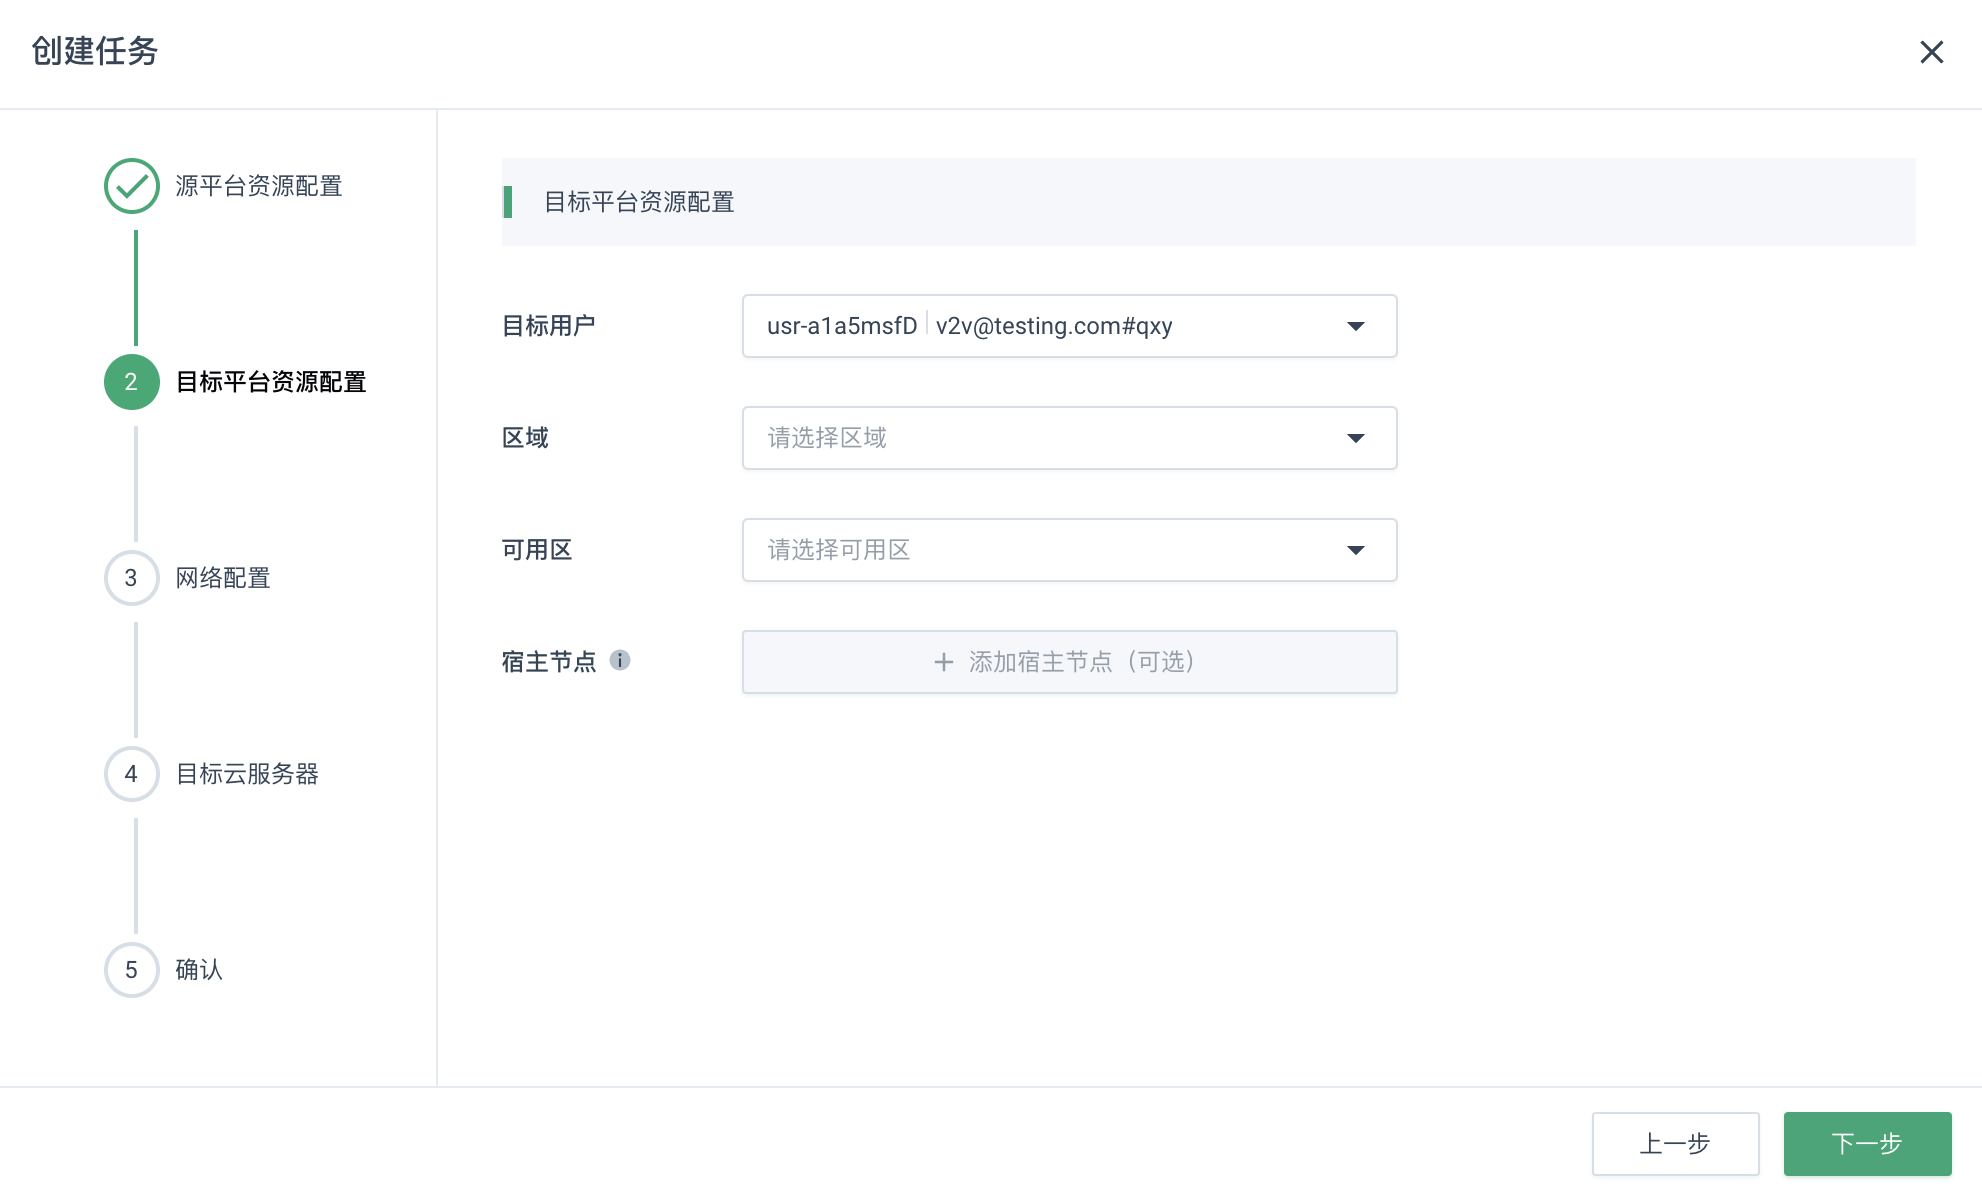 创建任务
源平台资源配置
2 目标平台资源配置
3 网络配置
4 目标云服务器
5 确认
目标平台资源配置
目标用户 usr-a1a5msfD v2v@testing.com#qxy
区域 请选择区域
可用区 请选择可用区
宿主节点 i + 添加宿主节点（可选）
上一步 下一步